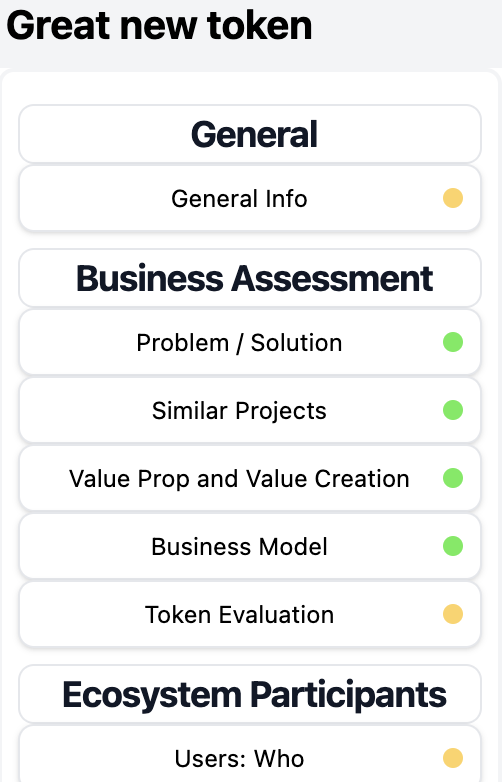 Great new token
General
General Info
Business Assessment
Problem / Solution
Similar Projects
Value Prop and Value Creation
Business Model
Token Evaluation
Ecosystem Participants
Users: Who